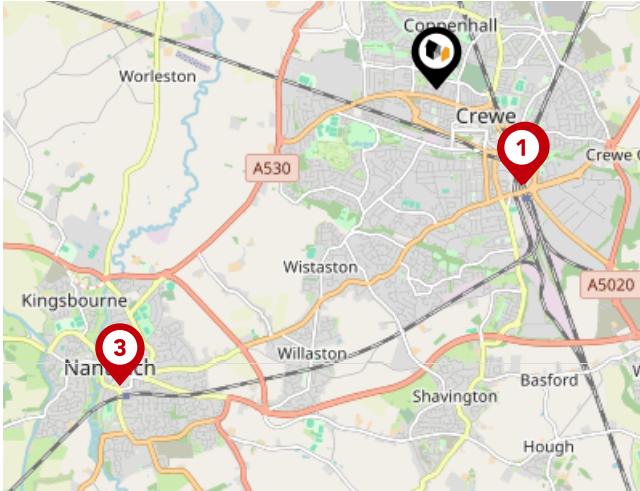 Coppenhall
Worleston
Crewe
1
Crewe
A530
Wistaston
A5020
Kingsbourne
3
Willaston
Basford
Shavington
Hough